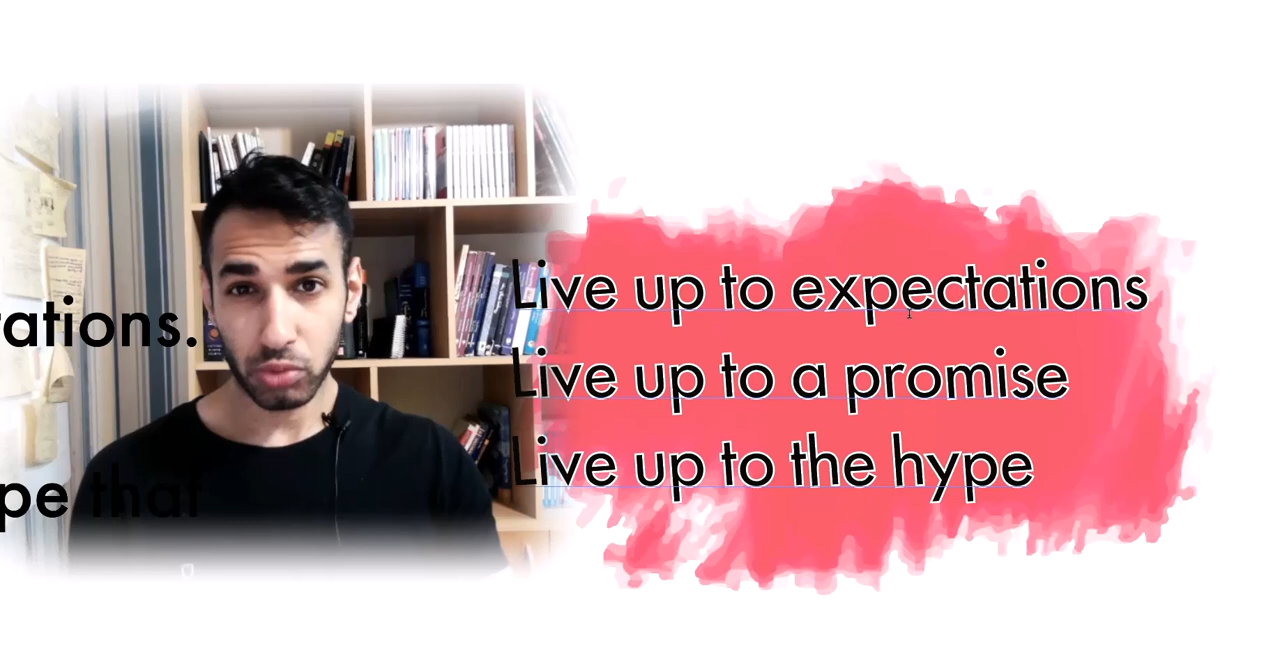 Live up to expectations
Live up to a promise
Live up to the hype
ations.
pe that